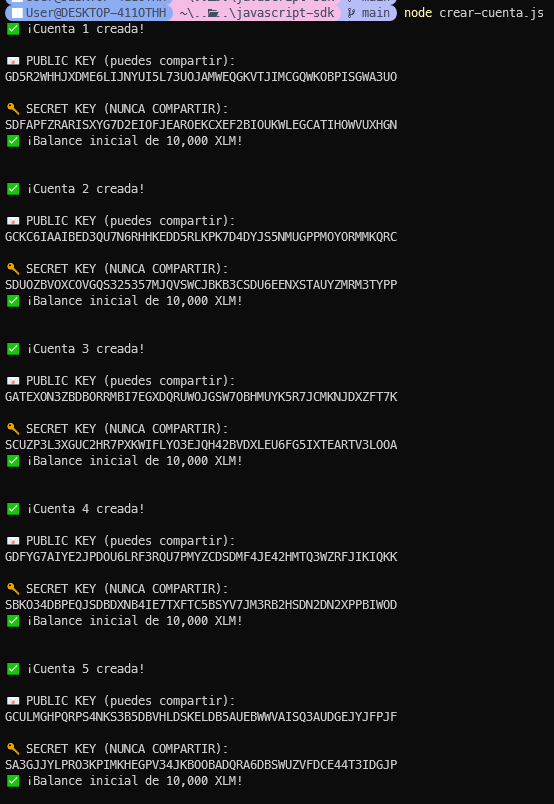 User@DESKTOP-411OTHH ~\..\javascript-sdk main node crear-cuenta.js
✅ ¡Cuenta 1 creada!
PUBLIC KEY (puedes compartir):
GD5R2WHHJXDME6LIJNYUI5L73UOJAMWEQGKVTJIMCGQWKOBPISGWA3UO
🔑 SECRET KEY (NUNCA COMPARTIR):
SDFAPFZRARISXYG7D2EIOFJEAROEKCXEF2BIOUKWLEGCATIHOWVUXHGN
✅ ¡Balance inicial de 10,000 XLM!
✅ ¡Cuenta 2 creada!
PUBLIC KEY (puedes compartir):
GCKC6IAAIBED3QU7N6RHHKEDD5RLKPK7D4DYJS5NMUGPPMOYORMMKQRC
🔑 SECRET KEY (NUNCA COMPARTIR):
SDUOZBVOXCOVGQS325357MJQVSWCJBKB3CSDU6EENXSTAUYZMRM3TYPP
✅ ¡Balance inicial de 10,000 XLM!
✅ ¡Cuenta 3 creada!
PUBLIC KEY (puedes compartir):
GATEXON3ZBDBORRMBI7EGXDQRUWOJGSW7OBHMUYK5R7JCMKNJDXZFT7K
🔑 SECRET KEY (NUNCA COMPARTIR):
SCUZP3L3XGUC2HR7PXKWIFLYO3EJQH42BVDXLEU6FG5IXTEARTV3LOOA
✅ ¡Balance inicial de 10,000 XLM!
✅ ¡Cuenta 4 creada!
PUBLIC KEY (puedes compartir):
GDFYG7AIYE2JPDOU6LRF3RQU7PMYZCDSDMF4JE42HMTQ3WZRFJIKIQKK
🔑 SECRET KEY (NUNCA COMPARTIR):
SBKO34DBPEQJSDBDXNB4IE7TXFTC5BSYV7JM3RB2HSDN2DN2XPPBIWOD
✅ ¡Balance inicial de 10,000 XLM!
✅ ¡Cuenta 5 creada!
PUBLIC KEY (puedes compartir):
GCULMGHPQRPS4NKS3B5DBVHLDSKELDB5AUEBWWVAISQ3AUDGEJYJFPJF
🔑 SECRET KEY (NUNCA COMPARTIR):
SA3GJJYLPRO3KPIMKHEGPV34JKBOOBADQRA6DBSWUZVFDCE44T3IDGJP
✅ ¡Balance inicial de 10,000 XLM!